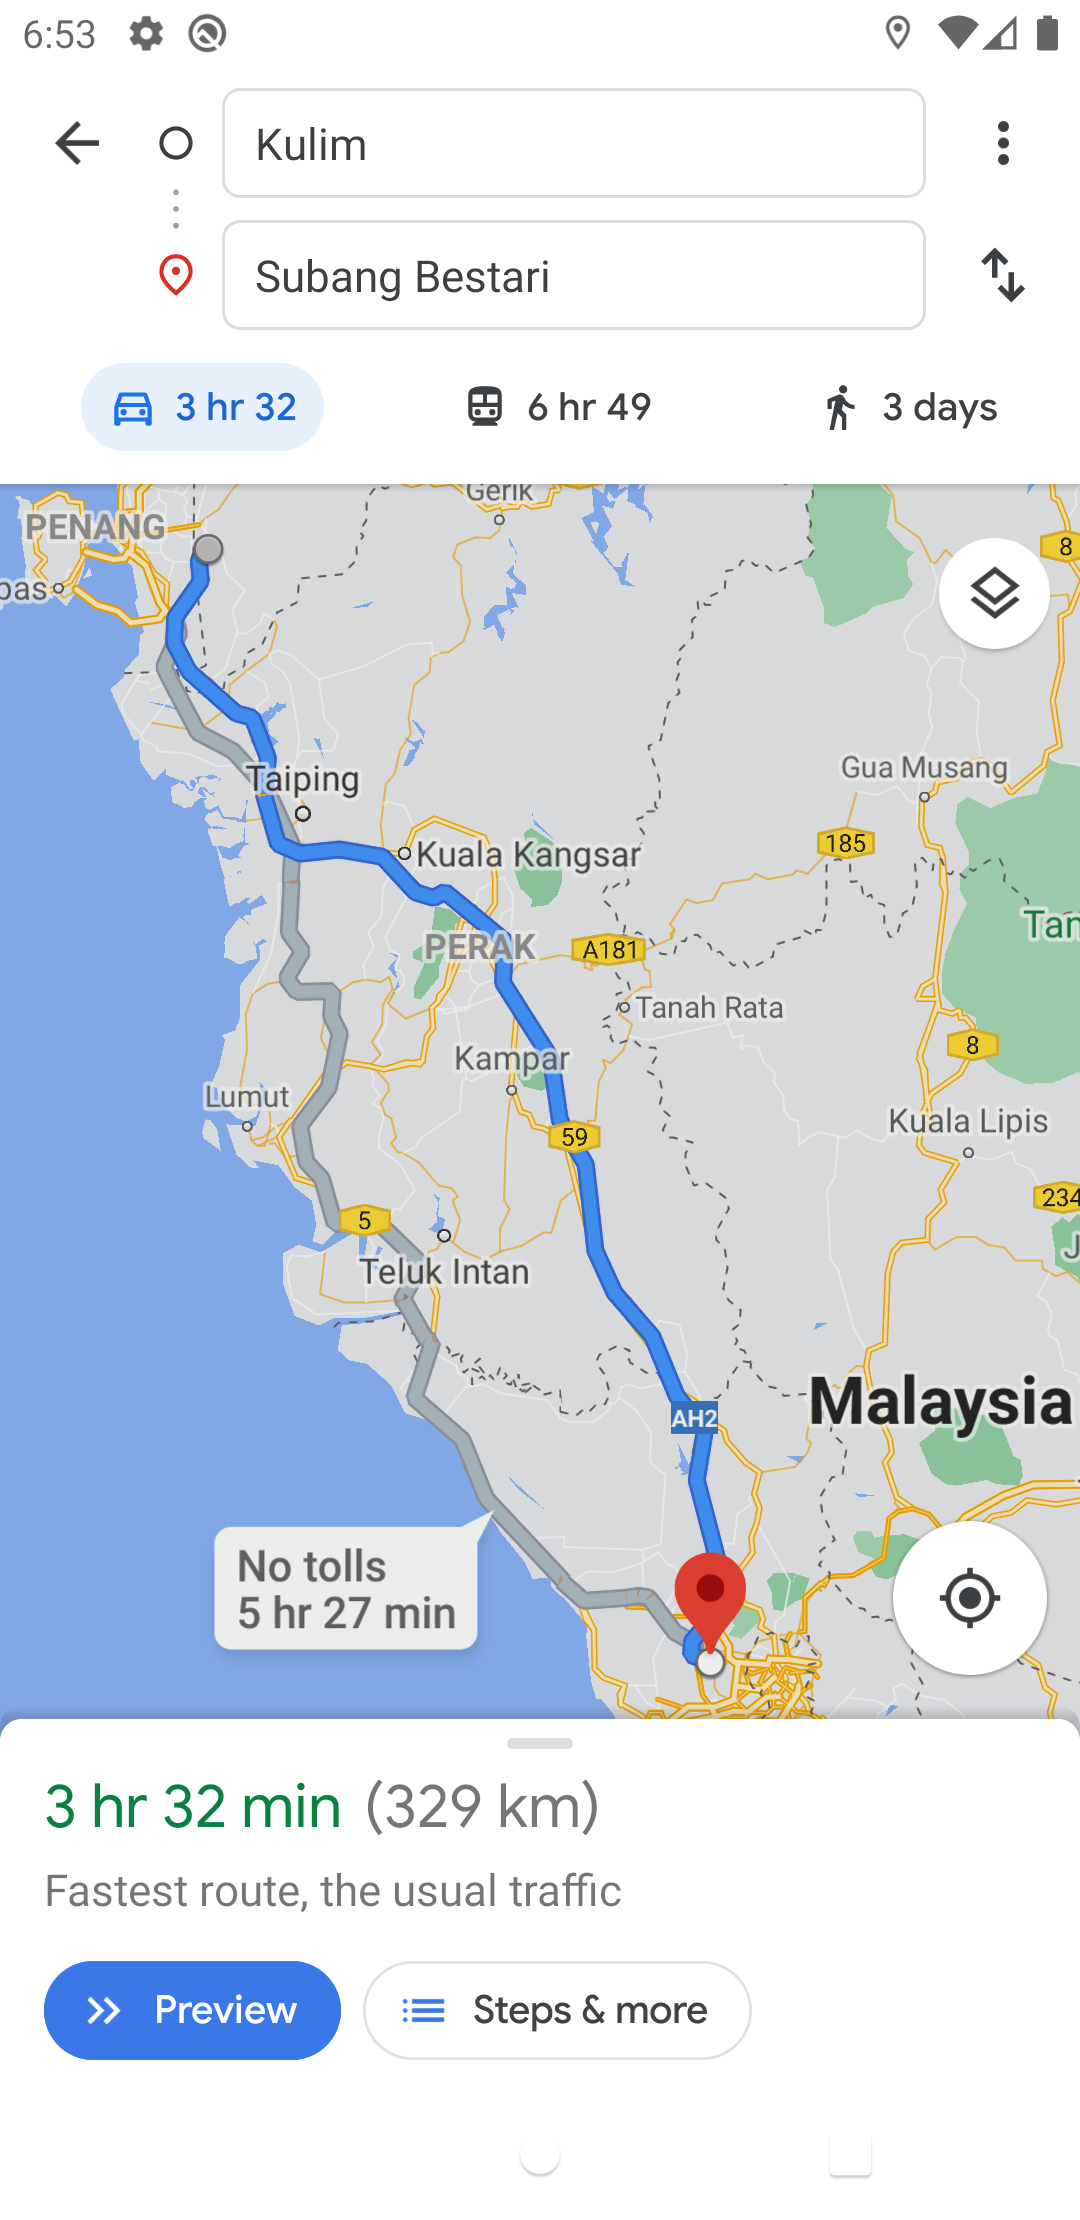 6:53
Kulim
Subang Bestari
3 hr 32
6 hr 49
3 days
Gerik
PENANG
8
pas
Taiping
Gua Musang
185
Kuala Kangsar
Tan
PERAK
A181
Tanah Rata
8
Kampar
Lumut
Kuala Lipis
59
234
5
J
Teluk Intan
Malaysia
AH2
No tolls
5 hr 27 min
3 hr 32 min (329 km)
Fastest route, the usual traffic
Preview
Steps & more